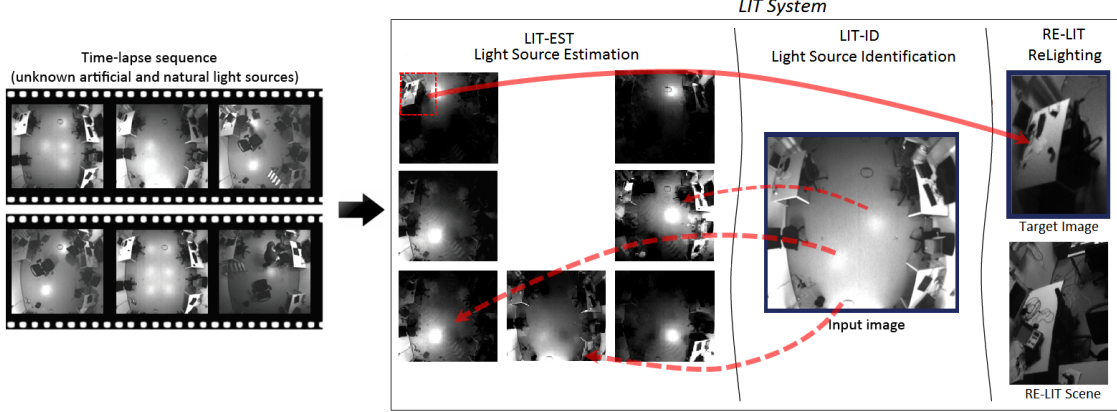 LIT System
Time-lapse sequence
(unknown artificial and natural light sources)
LIT-EST
Light Source Estimation
LIT-ID
Light Source Identification
RE-LIT
ReLighting
Target Image
Input image
RE-LIT Scene